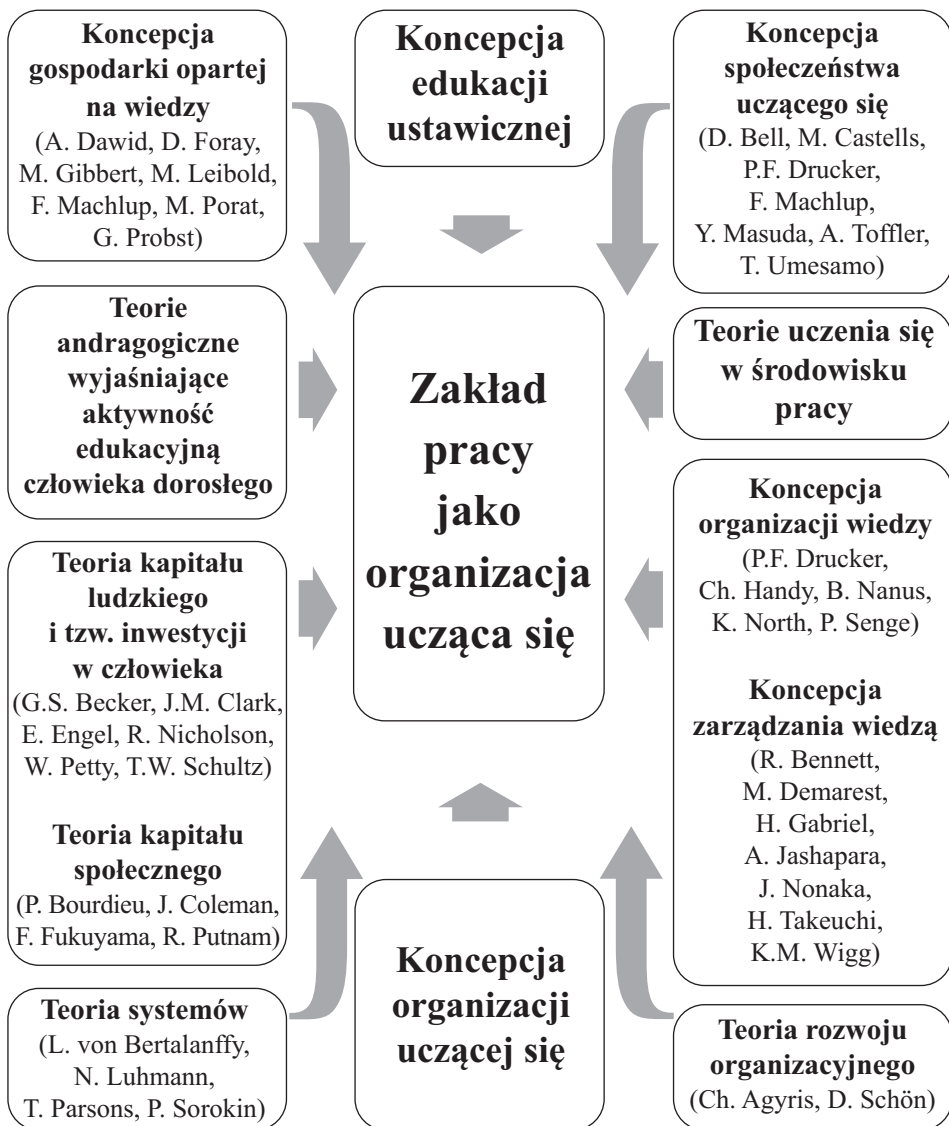 Koncepcja
gospodarki opartej
na wiedzy
(A. Dawid, D. Foray,
M. Gibbert, M. Leibold,
F. Machlup, M. Porat,
G. Probst)
Koncepcja
edukacji
ustawicznej
Koncepcja
społeczeństwa
uczącego się
(D. Bell, M. Castells,
P.F. Drucker,
F. Machlup,
Y. Masuda, A. Toffler,
T. Umesamo)
Teorie
andragogiczne
wyjaśniające
aktywność
edukacyjną
człowieka dorosłego
Zakład
pracy
jako
organizacja
ucząca się
Teorie uczenia się
w środowisku
pracy
Teoria kapitału
ludzkiego
i tzw. inwestycji
w człowieka
(G.S. Becker, J.M. Clark,
E. Engel, R. Nicholson,
W. Petty, T.W. Schultz)
Teoria kapitału
społecznego
(P. Bourdieu, J. Coleman,
F. Fukuyama, R. Putnam)
Koncepcja
organizacji wiedzy
(P.F. Drucker,
Ch. Handy, B. Nanus,
K. North, P. Senge)
Koncepcja
zarządzania wiedzą
(R. Bennett,
M. Demarest,
H. Gabriel,
A. Jashapara,
J. Nonaka,
H. Takeuchi,
K.M. Wigg)
Teoria systemów
(L. von Bertalanffy,
N. Luhmann,
T. Parsons, P. Sorokin)
Koncepcja
organizacji
uczącej się
Teoria rozwoju
organizacyjnego
(Ch. Agyris, D. Schön)